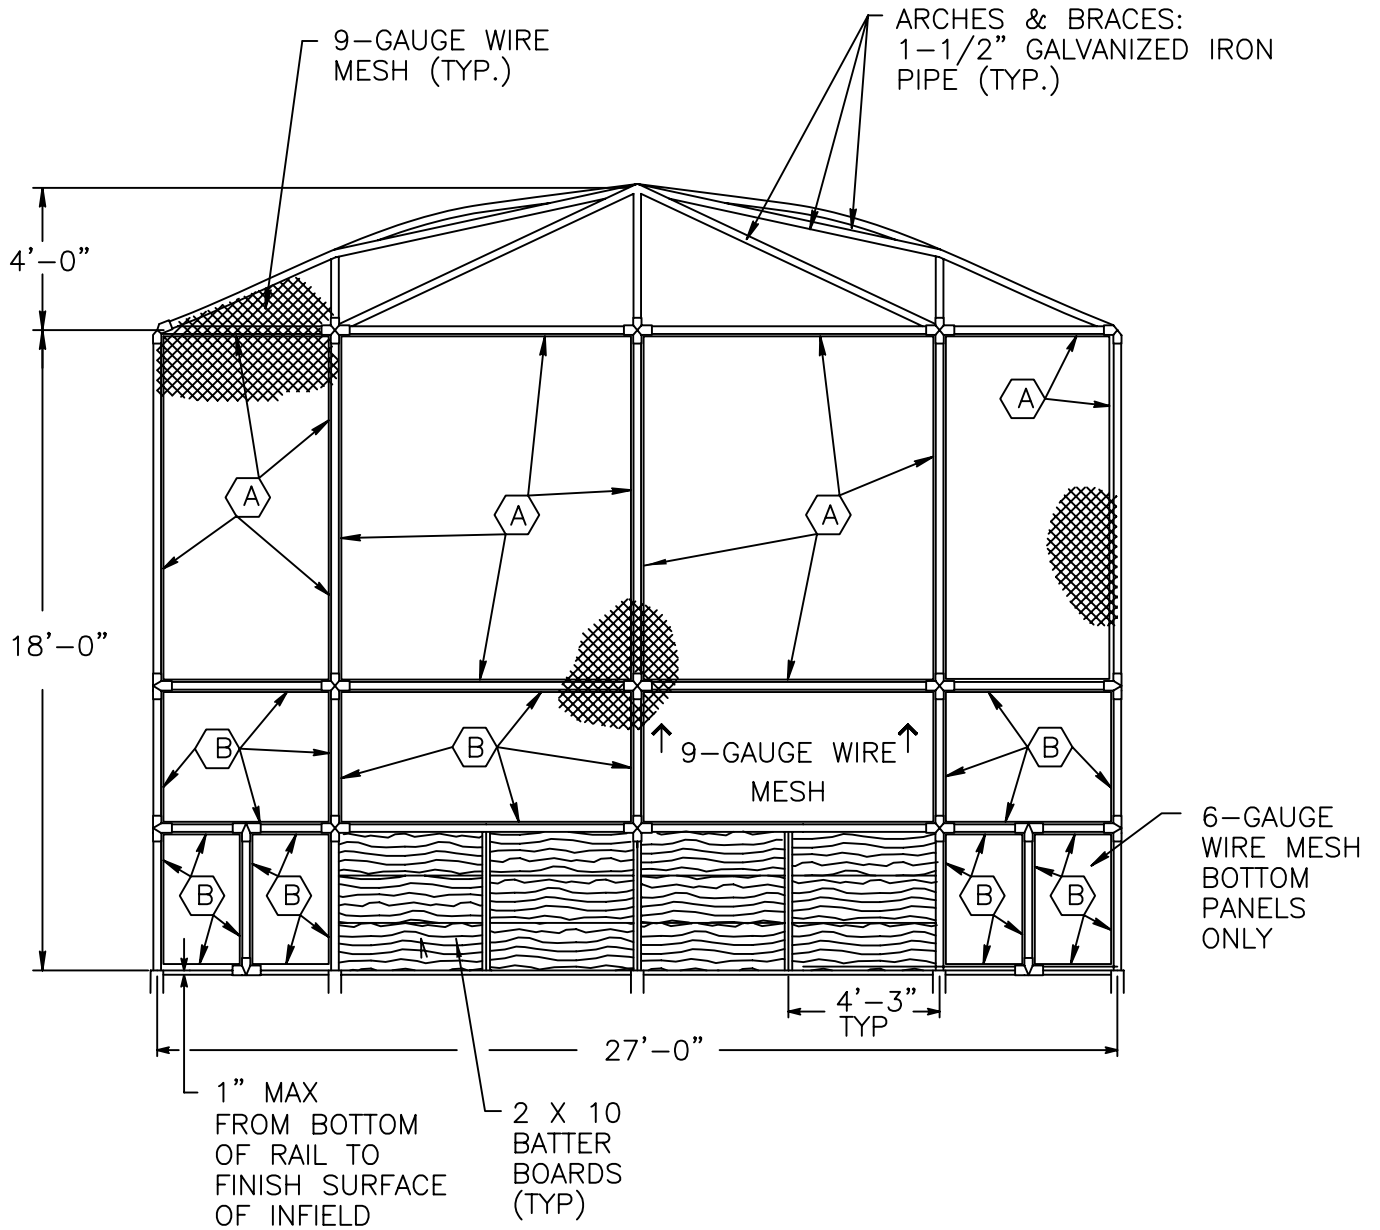 9-GAUGE WIRE
MESH (TYP.)
ARCHES & BRACES:
1-1/2” GALVANIZED IRON
PIPE (TYP.)
4’-0”
A
A
A
A
18’-0”
B
B
B
9-GAUGE WIRE
MESH
6-GAUGE
WIRE MESH
BOTTOM
PANELS
ONLY
B
B
B
B
4’-3”
TYP
27’-0”
1” MAX
FROM BOTTOM
OF RAIL TO
FINISH SURFACE
OF INFIELD
2 X 10
BATTER
BOARDS
(TYP)